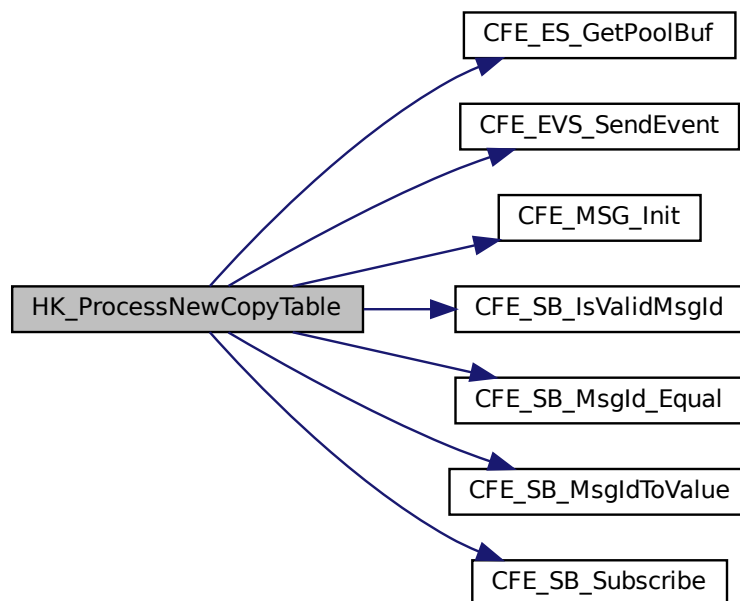 CFE_ES_GetPoolBuf
CFE_EVS_SendEvent
CFE_MSG_Init
HK_ProcessNewCopyTable
CFE_SB_IsValidMsgId
CFE_SB_MsgId_Equal
CFE_SB_MsgIdToValue
CFE_SB_Subscribe